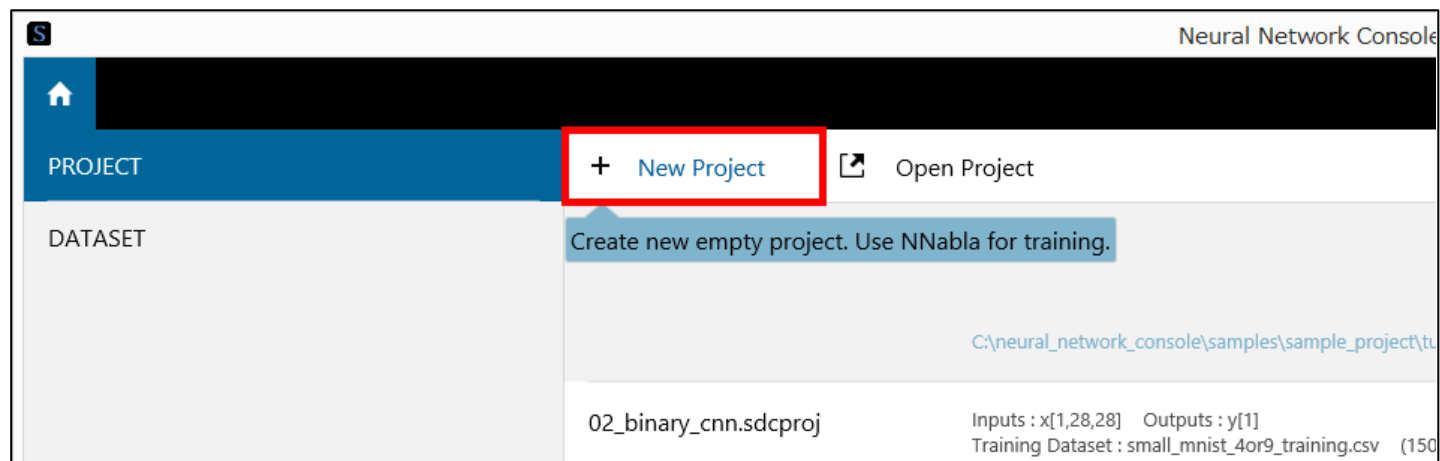 S
Neural Network Console
PROJECT
+ New Project
Open Project
DATASET
Create new empty project. Use NNabla for training.
C:\neural_network_console\samples\sample_project\tu
02_binary_cnn.sdcproj
Inputs : x[1,28,28] Outputs : y[1]
Training Dataset : small_mnist_4or9_training.csv (150